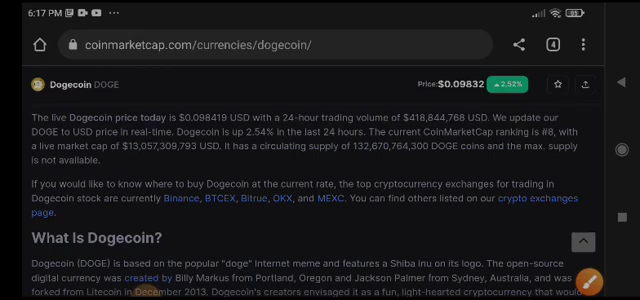 6:17 PM
85
coinmarketcap.com/currencies/dogecoin/
4
Dogecoin DOGE
Price: $0.09832
2.52%
The live Dogecoin price today is $0.098419 USD with a 24-hour trading volume of $418,844,768 USD. We update our
DOGE to USD price in real-time. Dogecoin is up 2.54% in the last 24 hours. The current CoinMarketCap ranking is #8, with
a live market cap of $13,057,309,793 USD. It has a circulating supply of 132,670,764,300 DOGE coins and the max. supply
is not available.
If you would like to know where to buy Dogecoin at the current rate, the top cryptocurrency exchanges for trading in
Dogecoin stock are currently Binance, BTCEX, Bitrue, OKX, and MEXC. You can find others listed on our crypto exchanges
page.
What Is Dogecoin?
Dogecoin (DOGE) is based on the popular "doge" Internet meme and features a Shiba Inu on its logo. The open-source
digital currency was created by Billy Markus from Portland, Oregon and Jackson Palmer from Sydney, Australia, and was
forked from Litecoin in December 2013. Dogecoin's creators envisaged it as a fun, light-hearted cryptocurrency that would